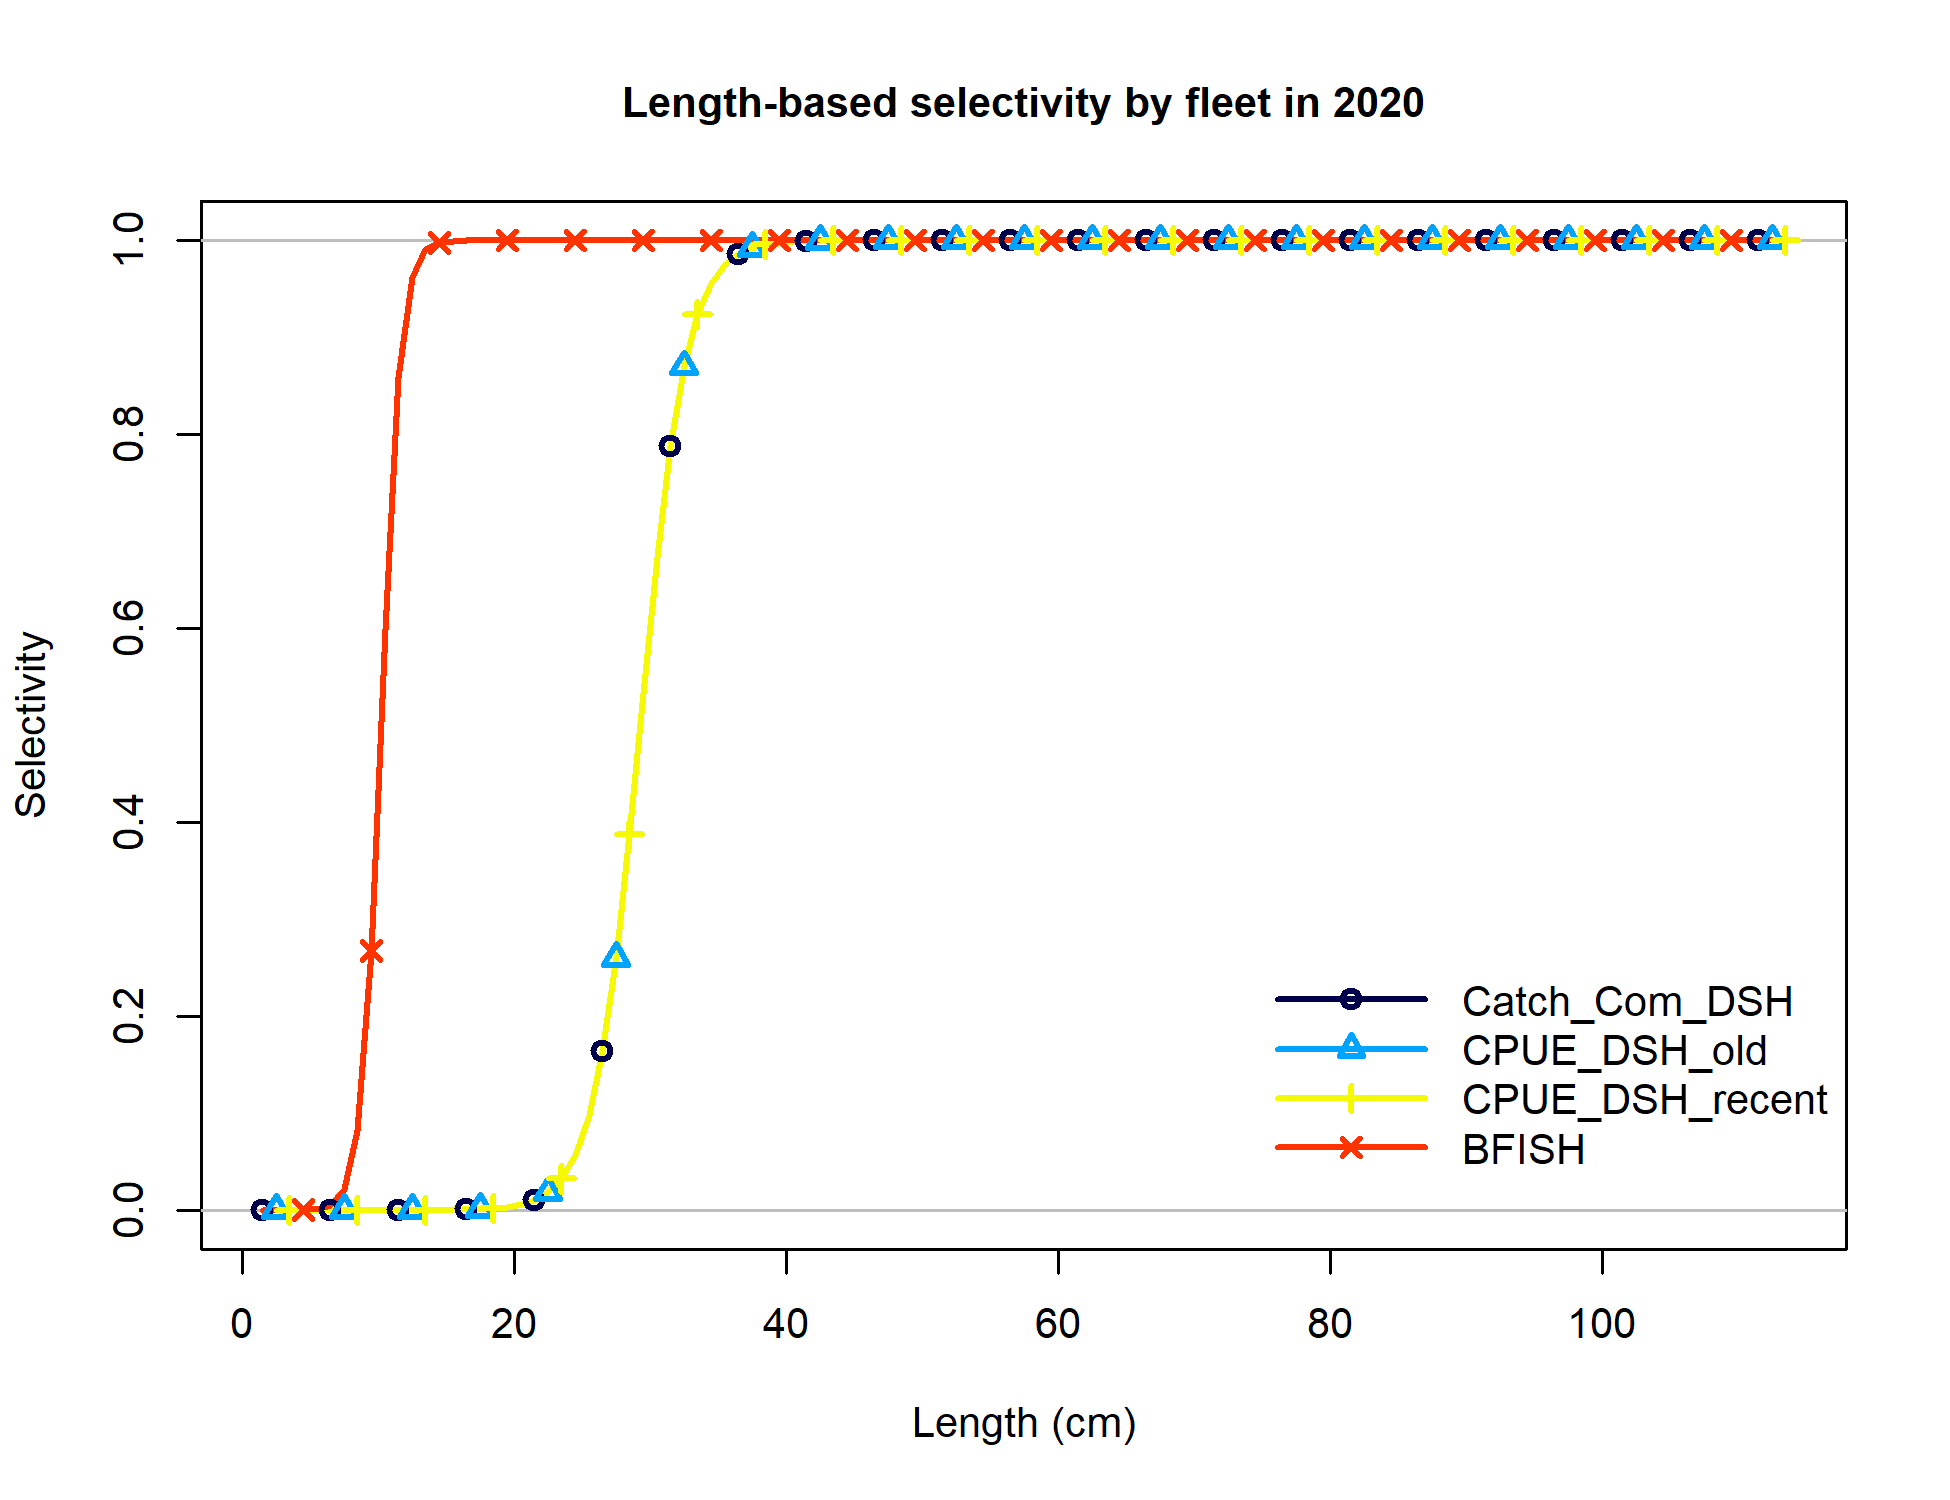 Length-based selectivity by fleet in 2020
Selectivity
1.0
0.8
0.6
0.4
0.2
0.0
Catch_Com_DSH
CPUE_DSH_old
CPUE_DSH_recent
BFISH
0 20 40 60 80 100
Length (cm)